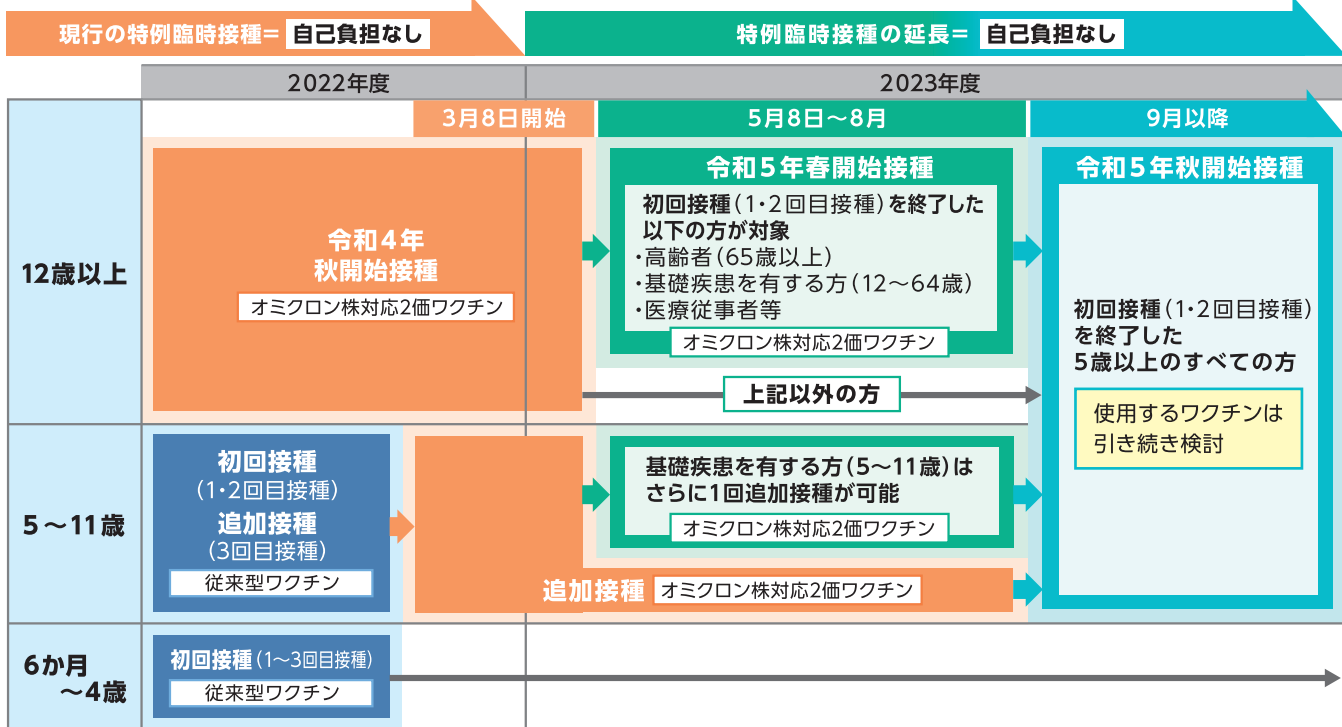 現行の特例臨時接種= 自己負担なし
特例臨時接種の延長= 自己負担なし
2022年度
2023年度
3月8日開始
5月8日～8月
9月以降
12歳以上
令和4年
秋開始接種
オミクロン株対応2価ワクチン
令和5年春開始接種
初回接種(1・2回目接種)を終了した
以下の方が対象
・高齢者(65歳以上)
・基礎疾患を有する方(12～64歳)
・医療従事者等
オミクロン株対応2価ワクチン
上記以外の方
令和5年秋開始接種
初回接種(1・2回目接種)
を終了した
5歳以上のすべての方
使用するワクチンは
引き続き検討
5～11歳
初回接種
(1・2回目接種)
追加接種
(3回目接種)
従来型ワクチン
基礎疾患を有する方(5～11歳)は
さらに1回追加接種が可能
オミクロン株対応2価ワクチン
追加接種 オミクロン株対応2価ワクチン
6か月
～4歳
初回接種(1～3回目接種)
従来型ワクチン